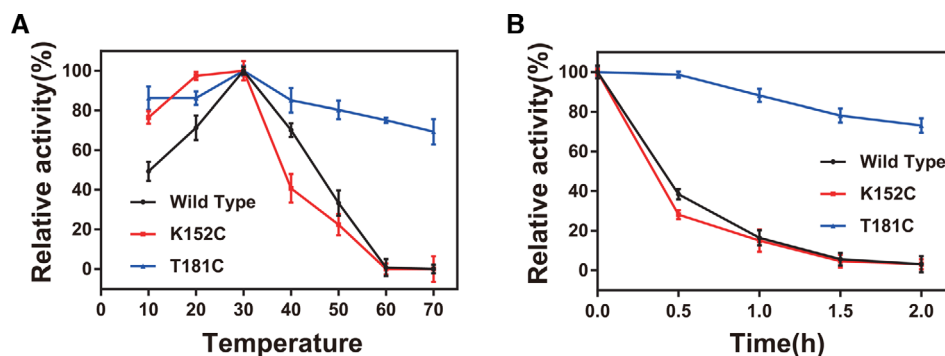 A
Relative activity(%)
100
80
60
40
20
0
Wild Type
K152C
T181C
10 20 30 40 50 60 70
Temperature
B
Relative activity(%)
100
80
60
40
20
0
Wild Type
K152C
T181C
0.0 0.5 1.0 1.5 2.0
Time(h)